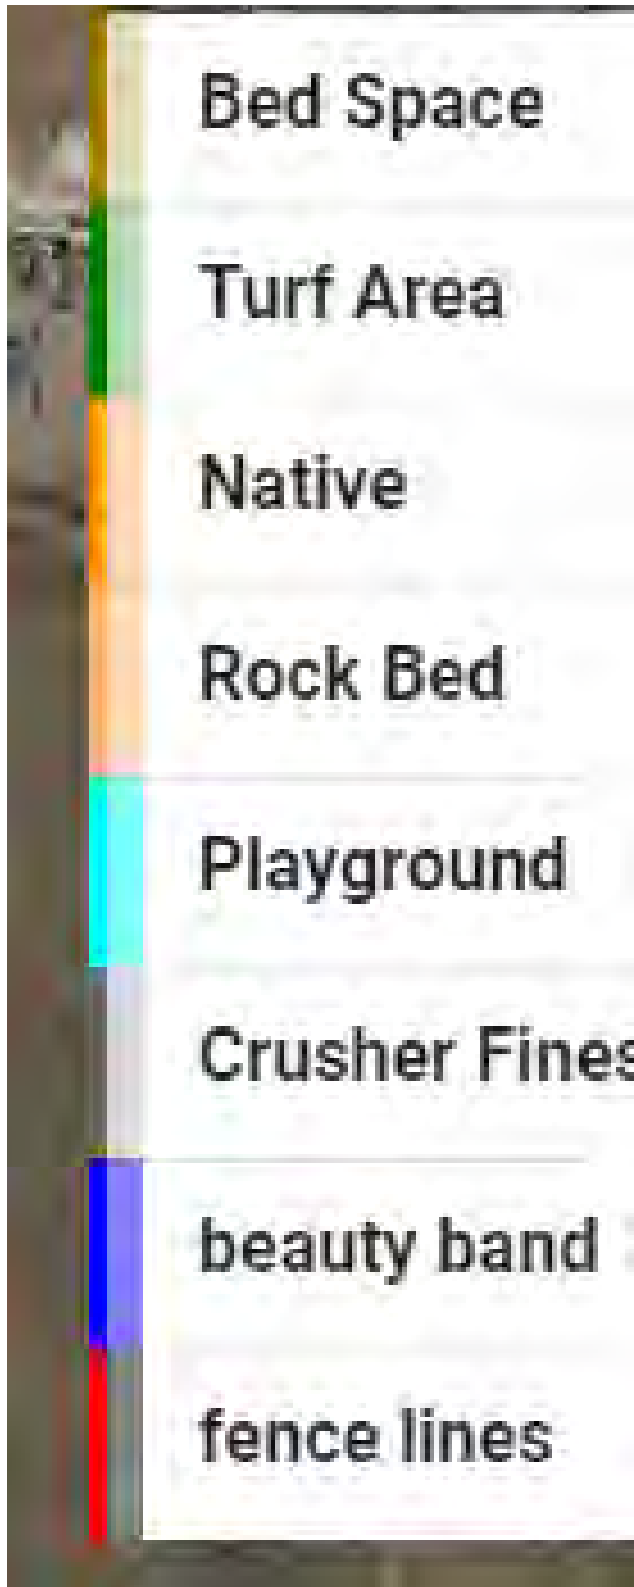 Bed Space
Turf Area
Native
Rock Bed
Playground
Crusher Fines
beauty band
fence lines